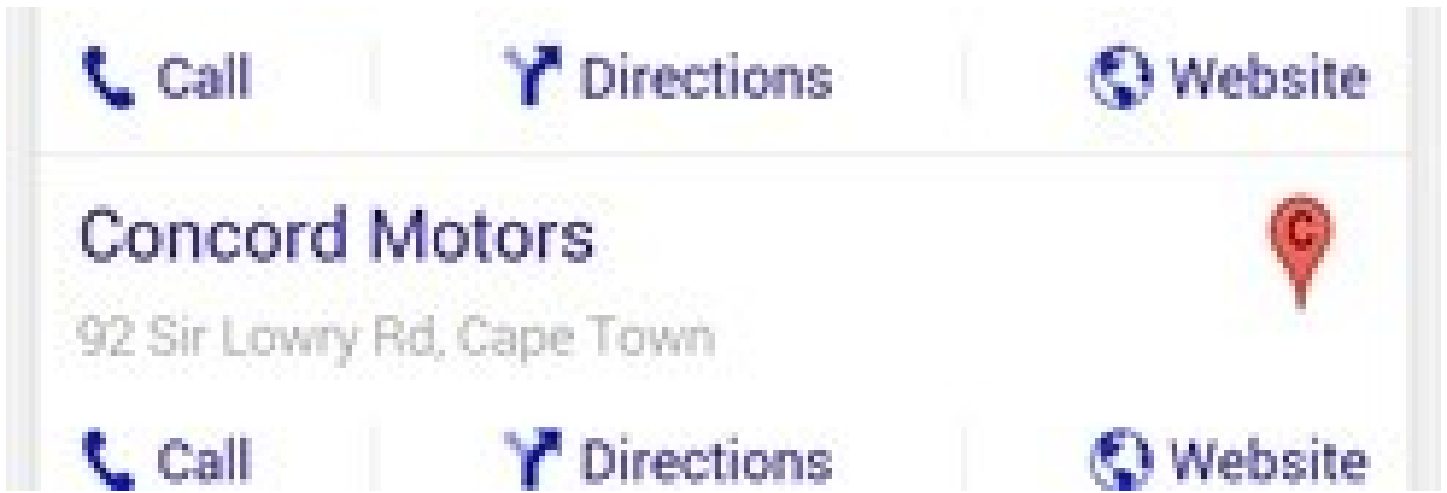 Call Directions Website
Concord Motors
C
92 Sir Lowry Rd, Cape Town
Call Directions Website